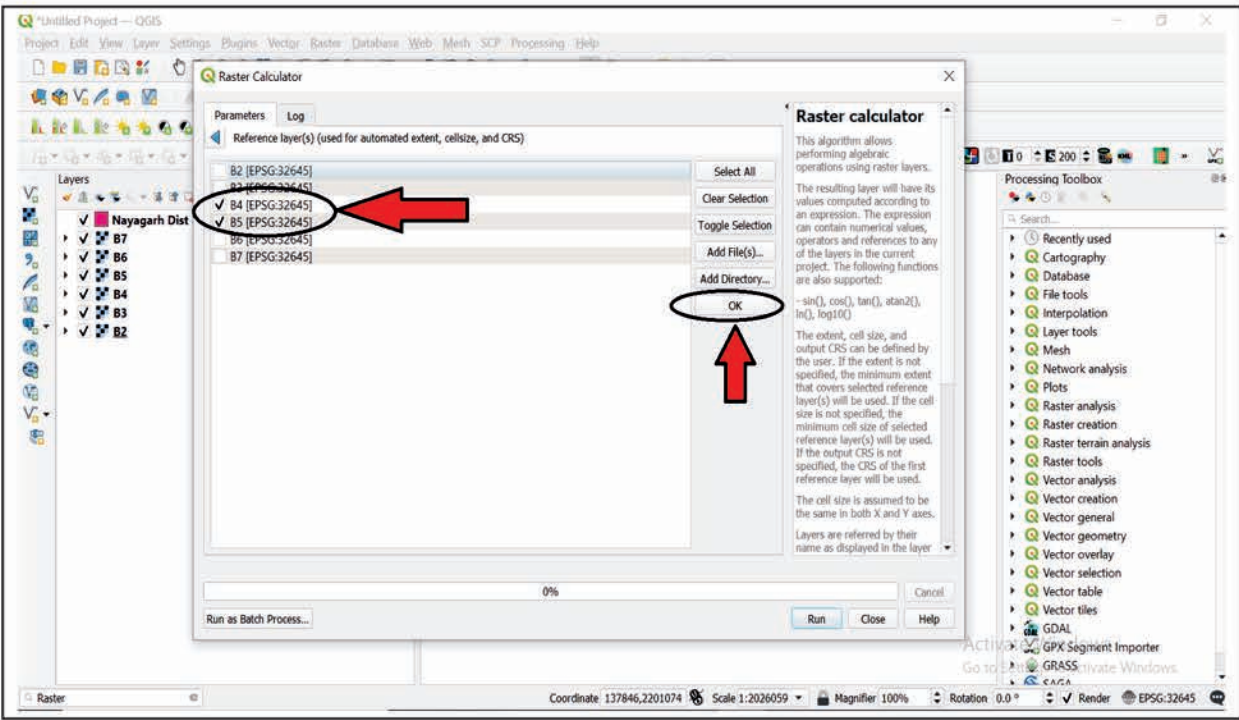 *Untitled Project — QGIS
Project Edit View Layer Settings Plugins Vector Raster Database Web Mesh SCP Processing Help
Raster Calculator
Parameters Log
Reference layer(s) (used for automated extent, cellsize, and CRS)
B2 [EPSG:32645]
B3 [EPSG:32645]
B4 [EPSG:32645]
B5 [EPSG:32645]
B6 [EPSG:32645]
B7 [EPSG:32645]
Select All
Clear Selection
Toggle Selection
Add File(s)...
Add Directory...
OK
Raster calculator
This algorithm allows
performing algebraic
operations using raster layers.
The resulting layer will have its
values computed according to
an expression. The expression
can contain numerical values,
operators and references to any
of the layers in the current
project. The following functions
are also supported:
- sin(), cos(), tan(), atan2(),
ln(), log10()
The extent, cell size, and
output CRS can be defined by
the user. If the extent is not
specified, the minimum extent
that covers selected reference
layer(s) will be used. If the cell
size is not specified, the
minimum cell size of selected
reference layer(s) will be used.
If the output CRS is not
specified, the CRS of the first
reference layer will be used.
The cell size is assumed to be
the same in both X and Y axes.
Layers are referred by their
name as displayed in the layer
0%
Cancel
Run as Batch Process...
Run Close Help
Layers
Nayagarh Dist
B7
B6
B5
B4
B3
B2
0 200
Processing Toolbox
Search...
Recently used
Cartography
Database
File tools
Interpolation
Layer tools
Mesh
Network analysis
Plots
Raster analysis
Raster creation
Raster terrain analysis
Raster tools
Vector analysis
Vector creation
Vector general
Vector geometry
Vector overlay
Vector selection
Vector table
Vector tiles
GDAL
GPX Segment Importer
GRASS
SAGA
Raster
Coordinate 137846,2201074 Scale 1:2026059 Magnifier 100% Rotation 0.0 ° Render EPSG:32645